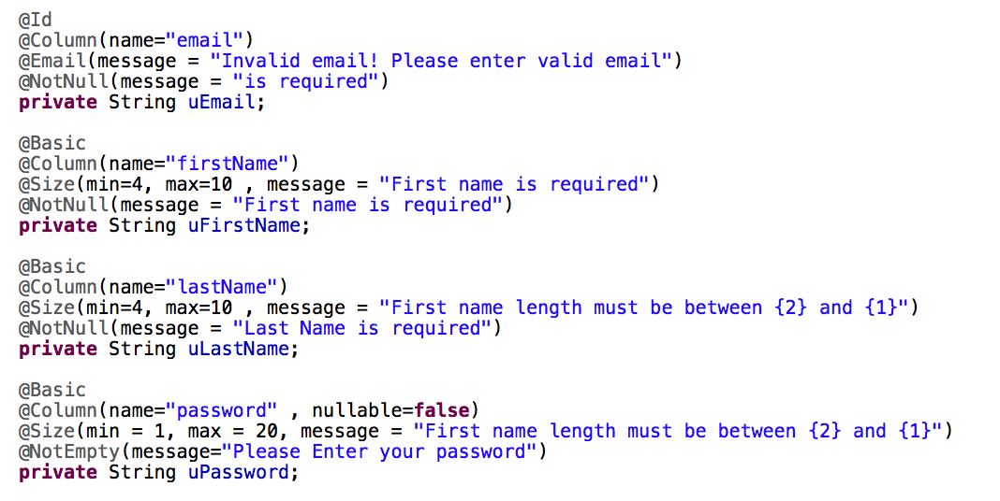 @Id
@Column(name="email")
@Email(message = "Invalid email! Please enter valid email")
@NotNull(message = "is required")
private String uEmail;
@Basic
@Column(name="firstName")
@Size(min=4, max=10 , message = "First name is required")
@NotNull(message = "First name is required")
private String uFirstName;
@Basic
@Column(name="lastName")
@Size(min=4, max=10 , message = "First name length must be between {2} and {1}")
@NotNull(message = "Last Name is required")
private String uLastName;
@Basic
@Column(name="password" , nullable=false)
@Size(min = 1, max = 20, message = "First name length must be between {2} and {1}")
@NotEmpty(message="Please Enter your password")
private String uPassword;